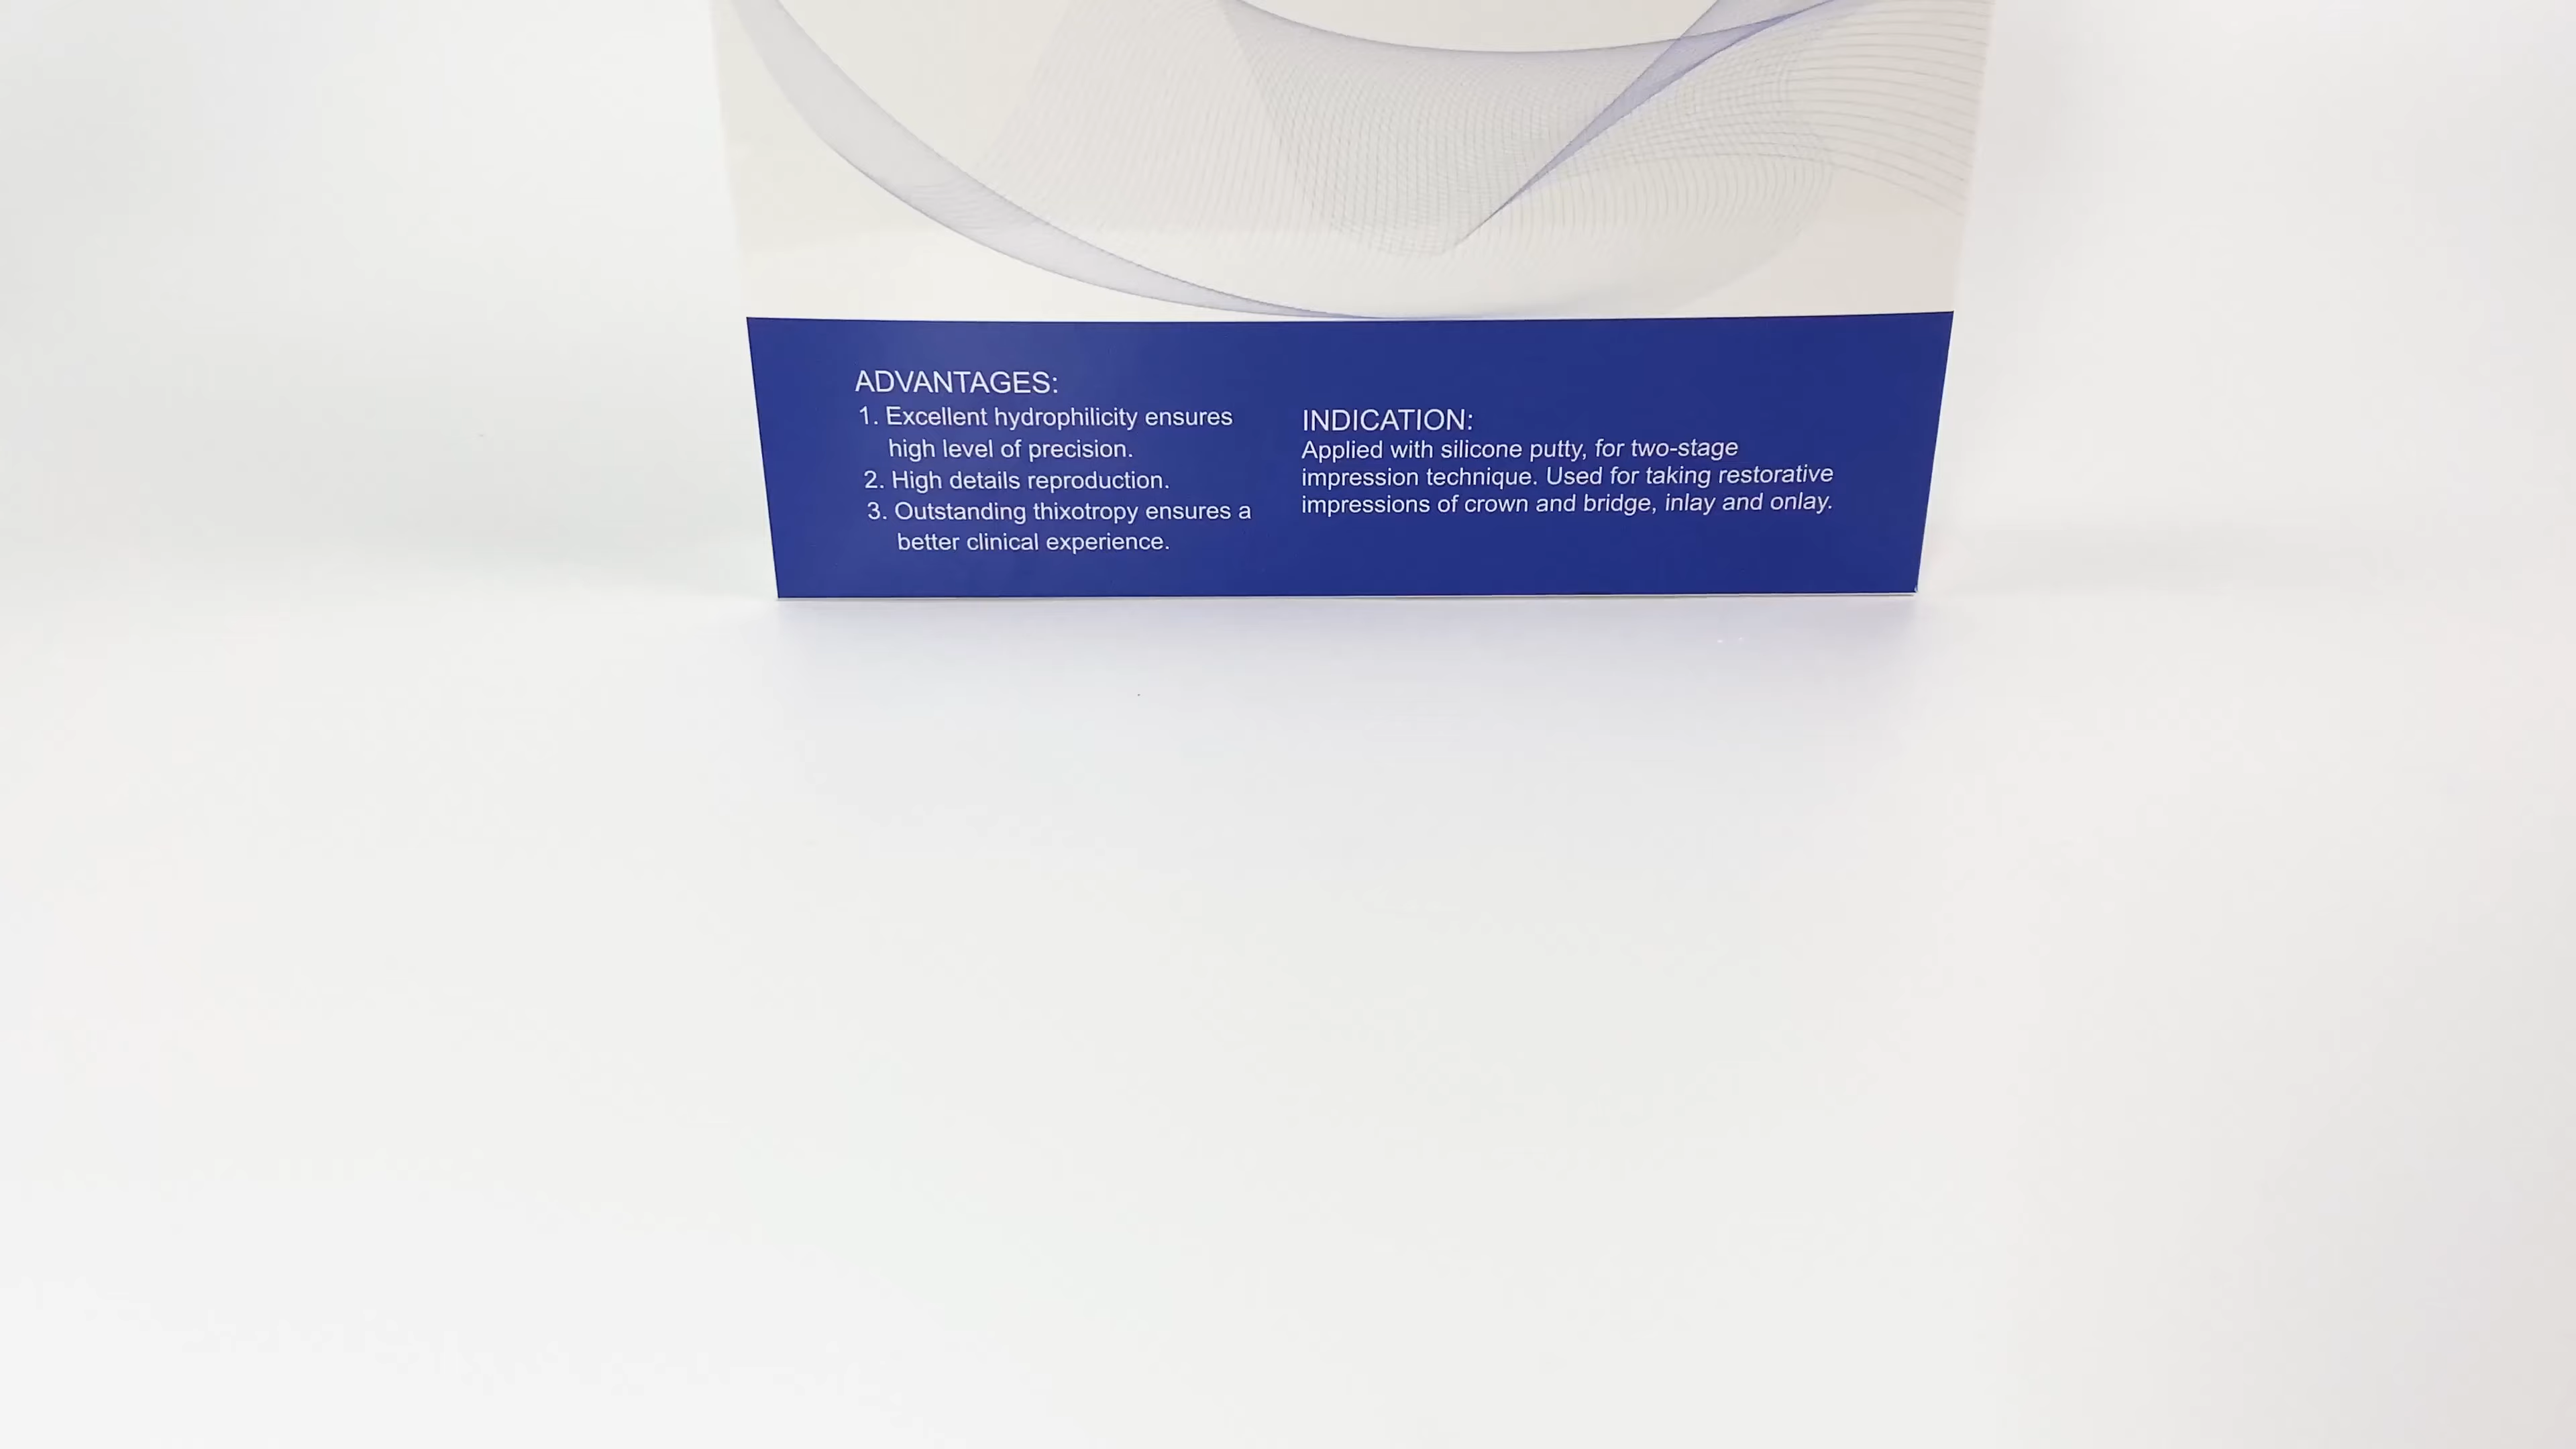 ADVANTAGES:
1. Excellent hydrophilicity ensures
high level of precision.
2. High details reproduction.
3. Outstanding thixotropy ensures a
better clinical experience.
INDICATION:
Applied with silicone putty, for two-stage
impression technique. Used for taking restorative
impressions of crown and bridge, inlay and onlay.